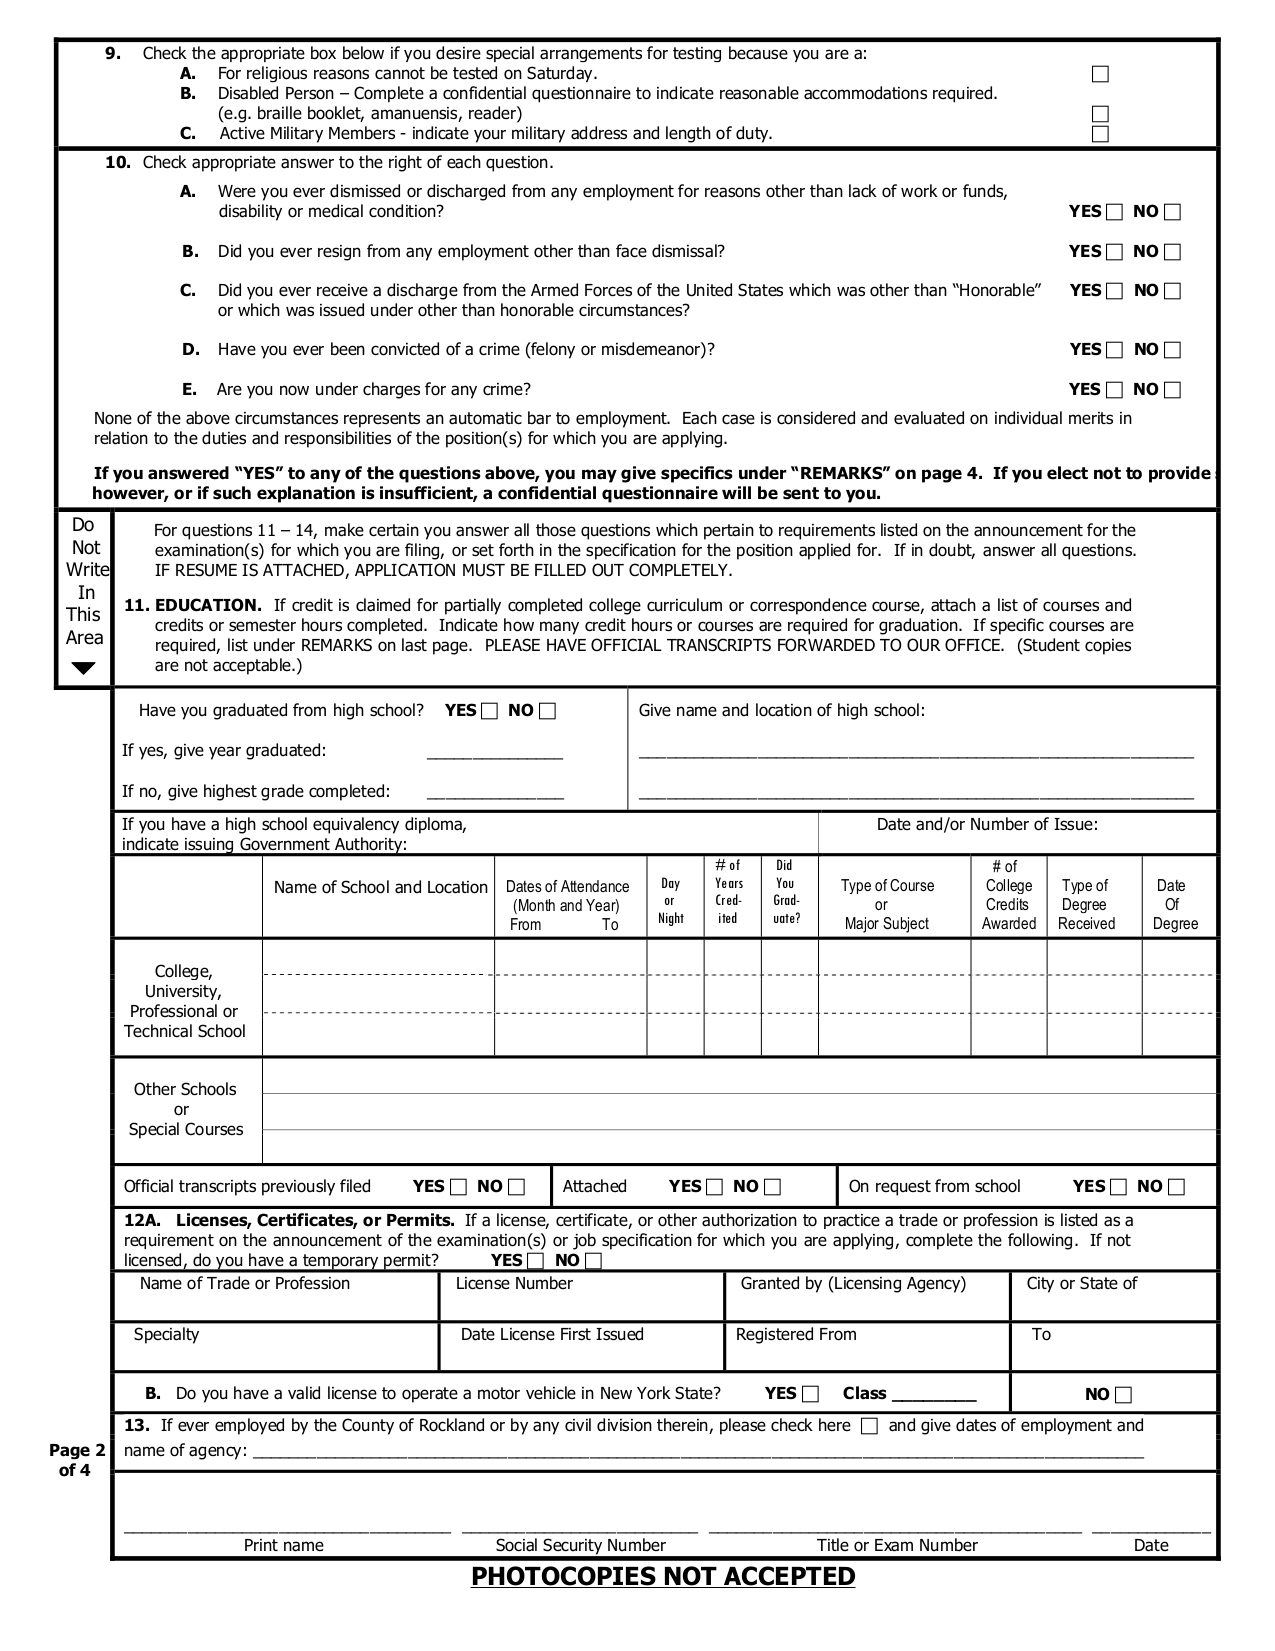 9. Check the appropriate box below if you desire special arrangements for testing because you are a:
A. For religious reasons cannot be tested on Saturday.
B. Disabled Person – Complete a confidential questionnaire to indicate reasonable accommodations required.
(e.g. braille booklet, amanuensis, reader)
C. Active Military Members - indicate your military address and length of duty.
10. Check appropriate answer to the right of each question.
A. Were you ever dismissed or discharged from any employment for reasons other than lack of work or funds,
disability or medical condition? YES NO
B. Did you ever resign from any employment other than face dismissal? YES NO
C. Did you ever receive a discharge from the Armed Forces of the United States which was other than “Honorable” YES NO
or which was issued under other than honorable circumstances?
D. Have you ever been convicted of a crime (felony or misdemeanor)? YES NO
E. Are you now under charges for any crime? YES NO
None of the above circumstances represents an automatic bar to employment. Each case is considered and evaluated on individual merits in
relation to the duties and responsibilities of the position(s) for which you are applying.
If you answered “YES” to any of the questions above, you may give specifics under “REMARKS” on page 4. If you elect not to provide
however, or if such explanation is insufficient, a confidential questionnaire will be sent to you.
Do
Not
Write
In
This
Area
For questions 11 – 14, make certain you answer all those questions which pertain to requirements listed on the announcement for the
examination(s) for which you are filing, or set forth in the specification for the position applied for. If in doubt, answer all questions.
IF RESUME IS ATTACHED, APPLICATION MUST BE FILLED OUT COMPLETELY.
11. EDUCATION. If credit is claimed for partially completed college curriculum or correspondence course, attach a list of courses and
credits or semester hours completed. Indicate how many credit hours or courses are required for graduation. If specific courses are
required, list under REMARKS on last page. PLEASE HAVE OFFICIAL TRANSCRIPTS FORWARDED TO OUR OFFICE. (Student copies
are not acceptable.)
Have you graduated from high school? YES NO
If yes, give year graduated: _______________
If no, give highest grade completed: _______________
Give name and location of high school:
If you have a high school equivalency diploma,
indicate issuing Government Authority:
Date and/or Number of Issue:
Name of School and Location
Dates of Attendance
(Month and Year)
From To
Day
or
Night
# of
Years
Cred-
ited
Did
You
Grad-
uate?
Type of Course
or
Major Subject
# of
College
Credits
Awarded
Type of
Degree
Received
Date
Of
Degree
College,
University,
Professional or
Technical School
Other Schools
or
Special Courses
Official transcripts previously filed YES NO
Attached YES NO
On request from school YES NO
12A. Licenses, Certificates, or Permits. If a license, certificate, or other authorization to practice a trade or profession is listed as a
requirement on the announcement of the examination(s) or job specification for which you are applying, complete the following. If not
licensed, do you have a temporary permit? YES NO
Name of Trade or Profession
License Number
Granted by (Licensing Agency)
City or State of
Specialty
Date License First Issued
Registered From
To
B. Do you have a valid license to operate a motor vehicle in New York State? YES Class _________ NO
13. If ever employed by the County of Rockland or by any civil division therein, please check here and give dates of employment and
name of agency:
Page 2
of 4
Print name
Social Security Number
Title or Exam Number
Date
PHOTOCOPIES NOT ACCEPTED